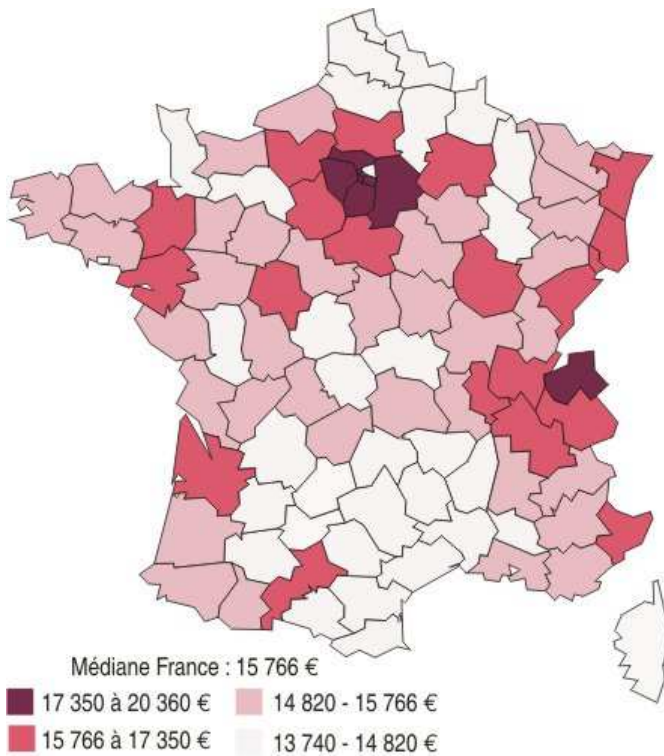 Médiane France : 15 766 €
17 350 à 20 360 €
14 820 - 15 766 €
15 766 à 17 350 €
13 740 - 14 820 €